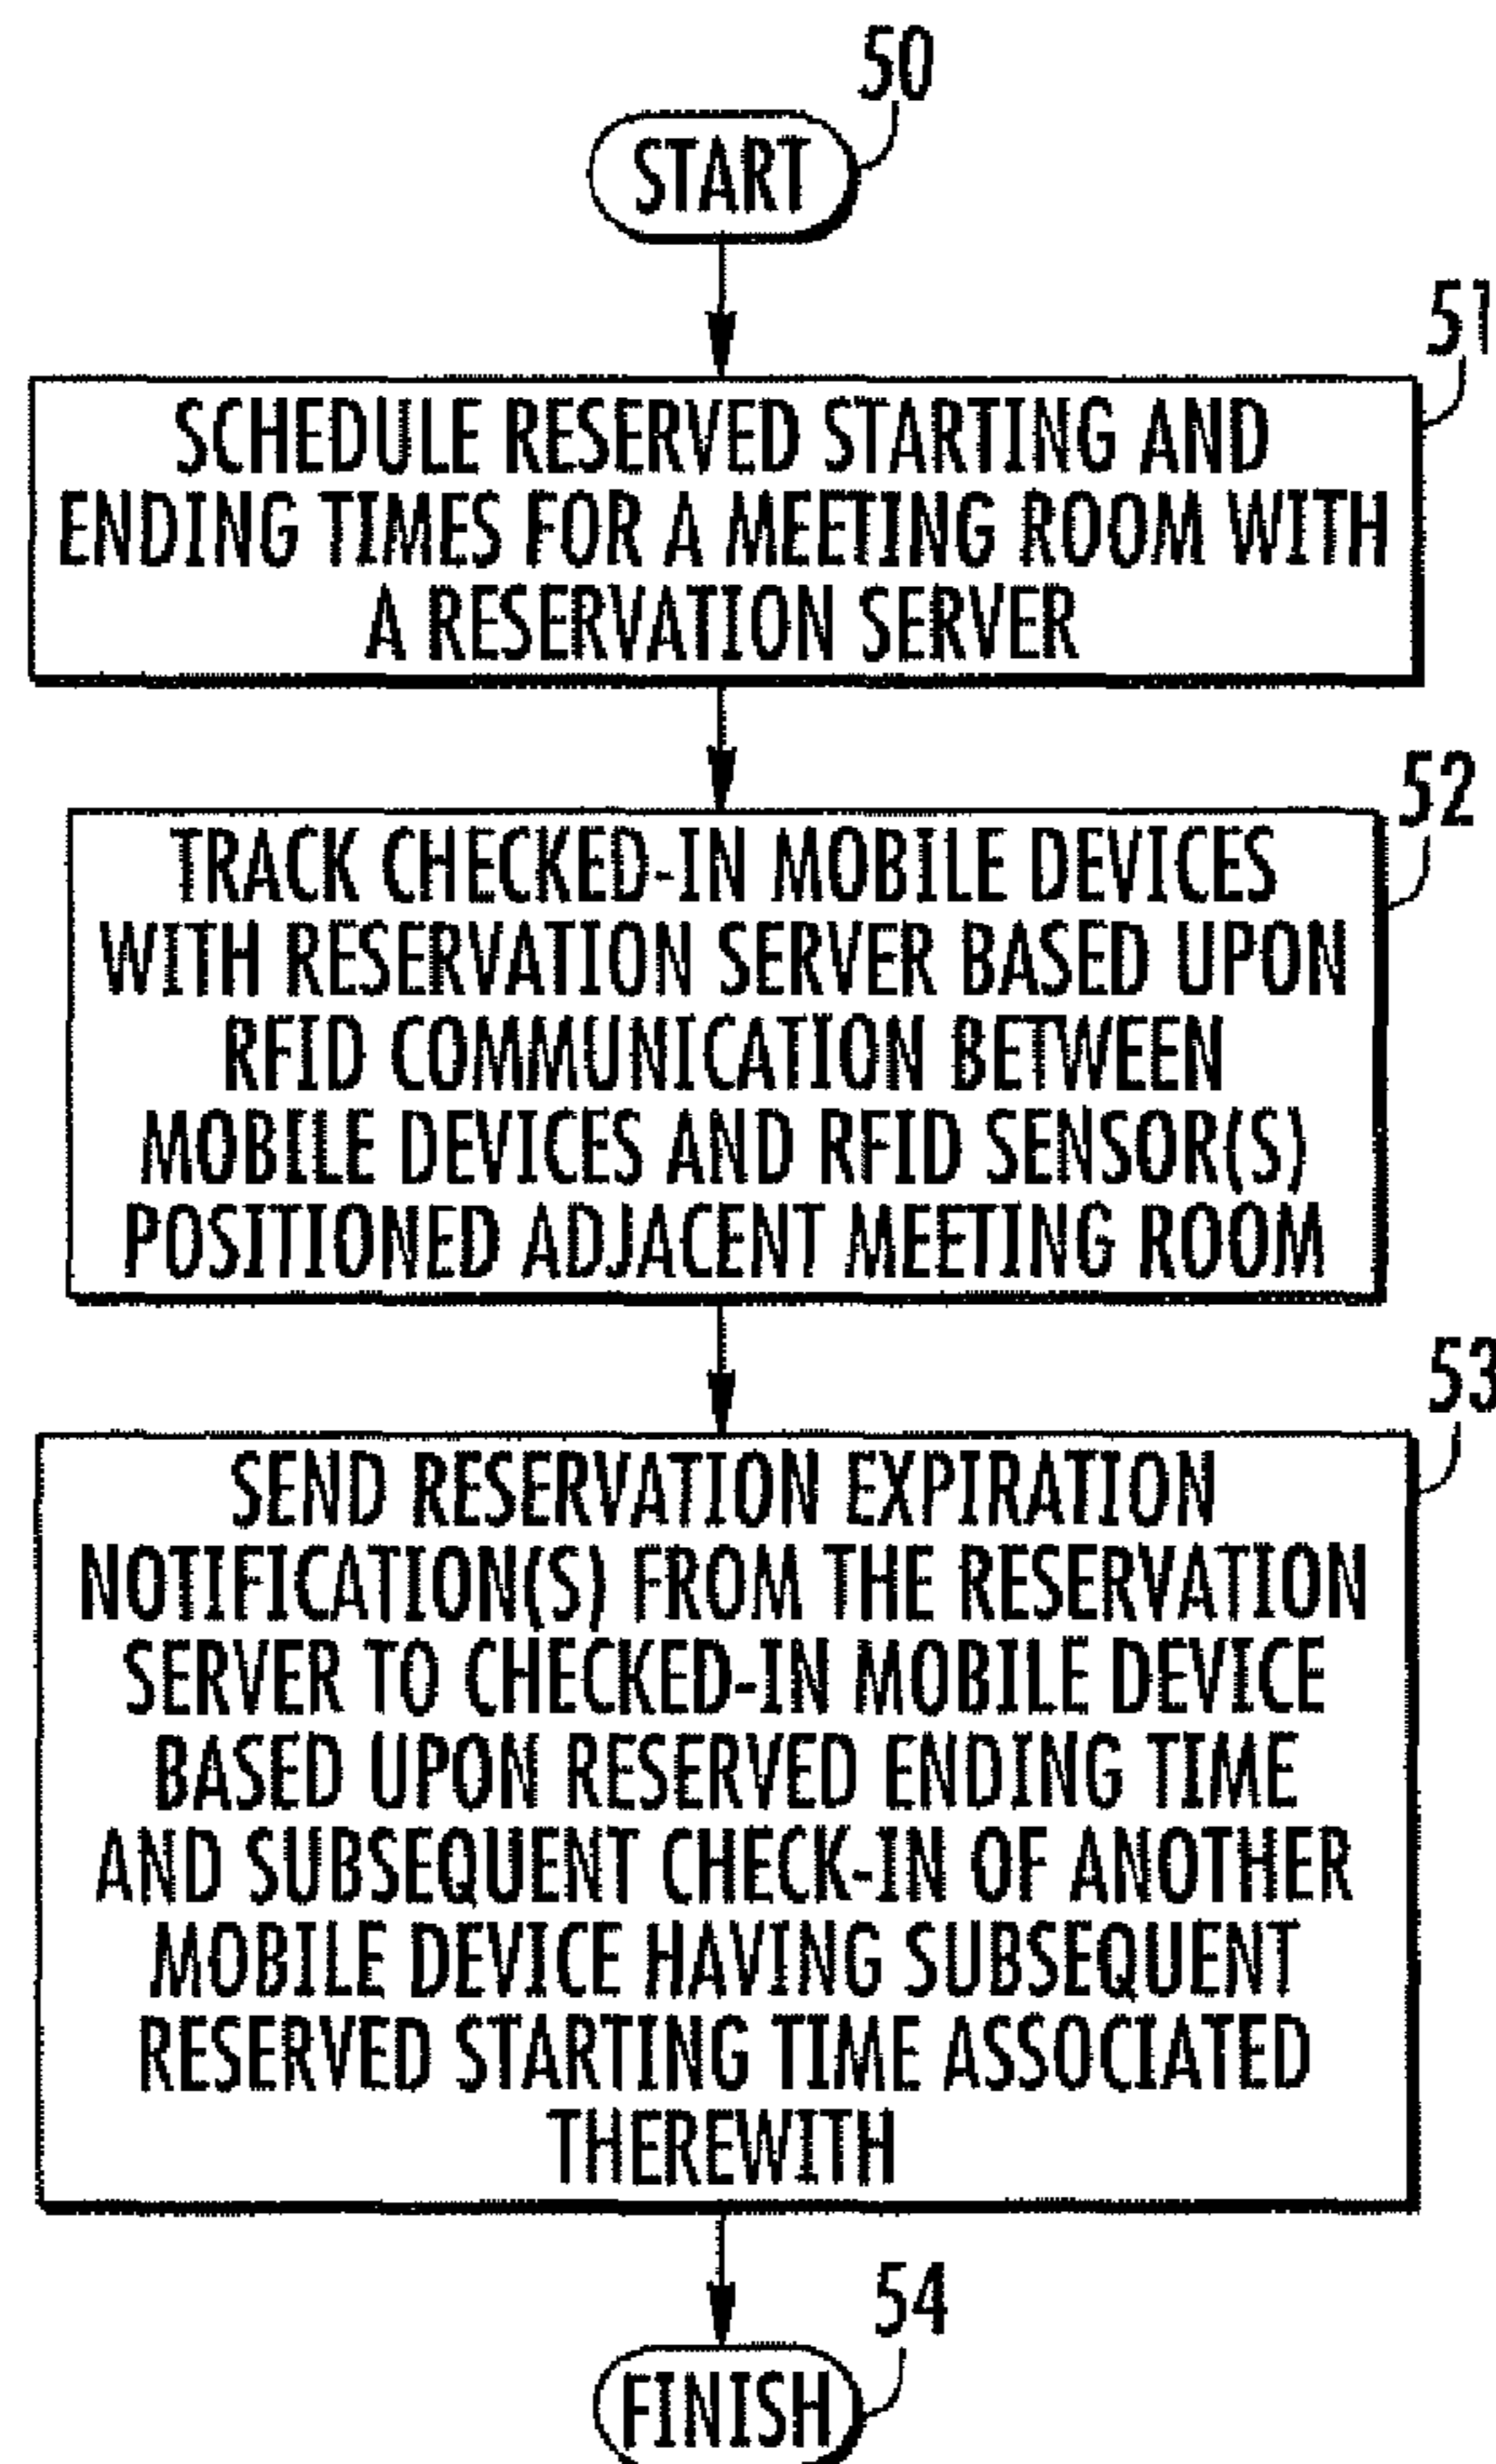 50
START
51
SCHEDULE RESERVED STARTING AND
ENDING TIMES FOR A MEETING ROOM WITH
A RESERVATION SERVER
52
TRACK CHECKED-IN MOBILE DEVICES
WITH RESERVATION SERVER BASED UPON
RFID COMMUNICATION BETWEEN
MOBILE DEVICES AND RFID SENSOR(S)
POSITIONED ADJACENT MEETING ROOM
53
SEND RESERVATION EXPIRATION
NOTIFICATION(S) FROM THE RESERVATION
SERVER TO CHECKED-IN MOBILE DEVICE
BASED UPON RESERVED ENDING TIME
AND SUBSEQUENT CHECK-IN OF ANOTHER
MOBILE DEVICE HAVING SUBSEQUENT
RESERVED STARTING TIME ASSOCIATED
THEREWITH
54
FINISH